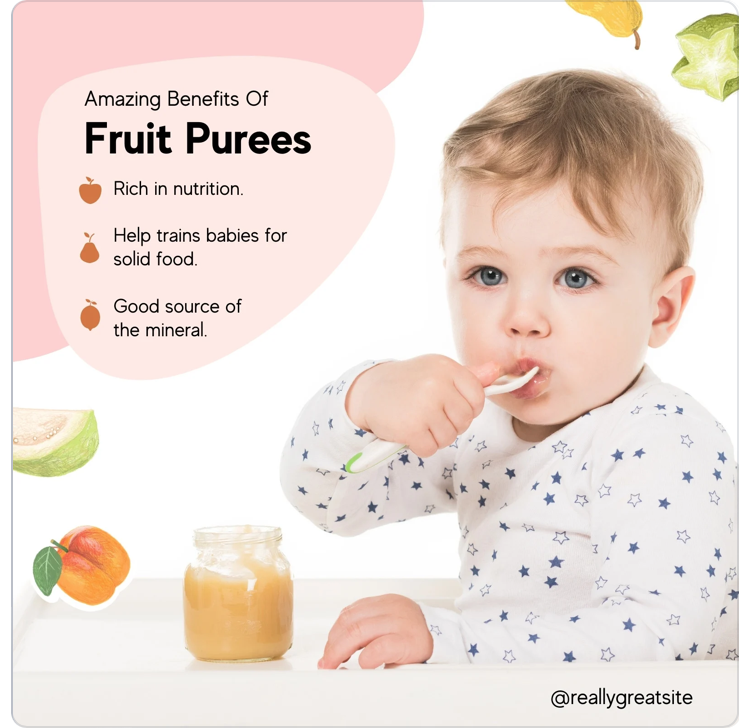 Amazing Benefits Of
Fruit Purees
Rich in nutrition.
Help trains babies for
solid food.
Good source of
the mineral.
@reallygreatsite